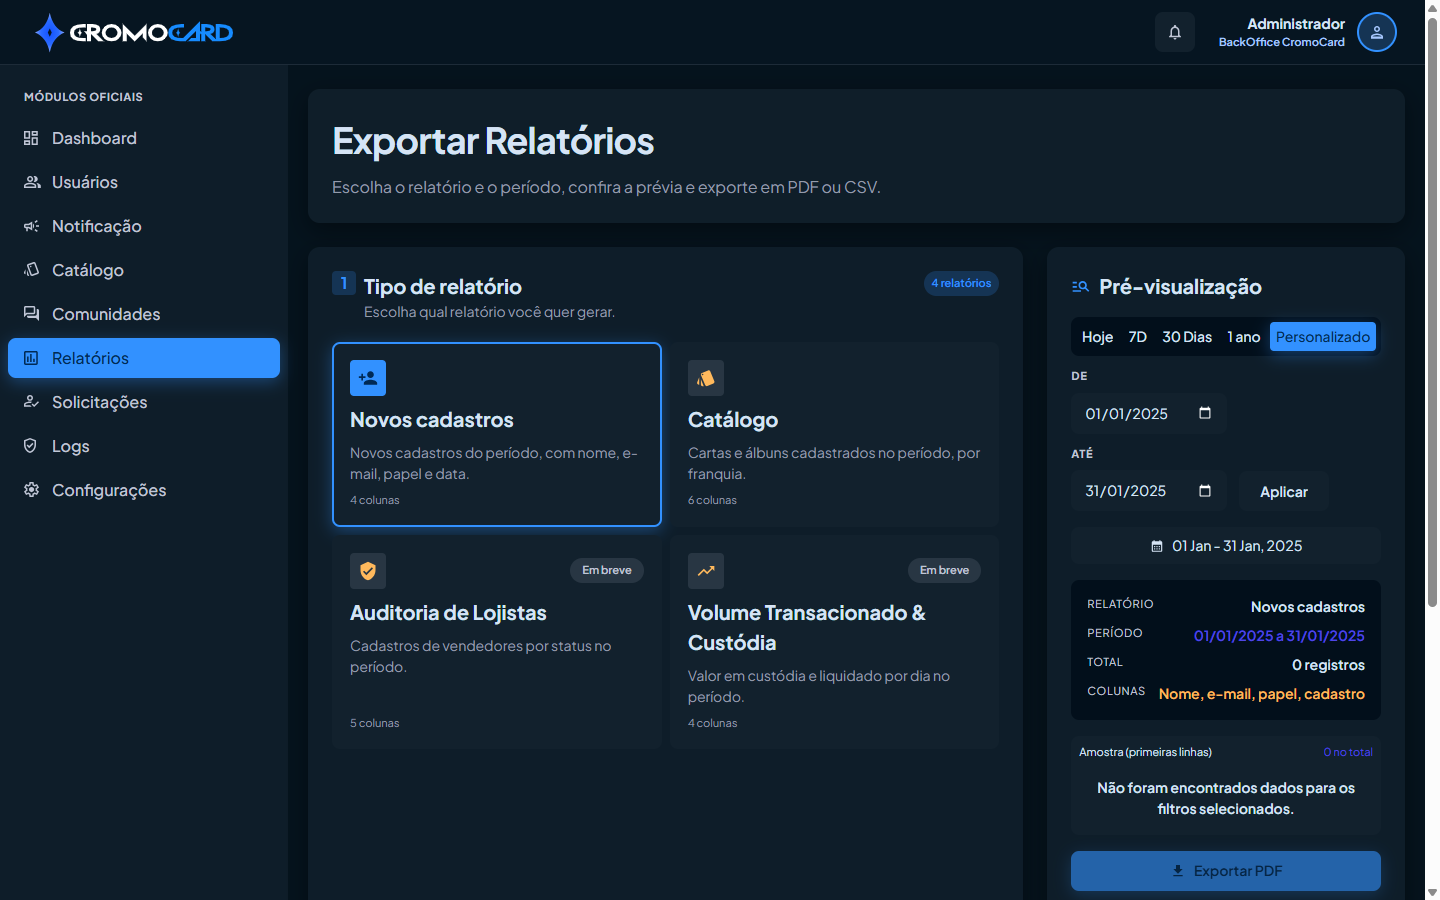 CROMOCARD
Administrador
BackOffice CromoCard
MÓDULOS OFICIAIS
Dashboard
Usuários
Notificação
Catálogo
Comunidades
Relatórios
Solicitações
Logs
Configurações
Exportar Relatórios
Escolha o relatório e o período, confira a prévia e exporte em PDF ou CSV.
1
Tipo de relatório
4 relatórios
Escolha qual relatório você quer gerar.
Novos cadastros
Novos cadastros do período, com nome, e-
mail, papel e data.
4 colunas
Catálogo
Cartas e álbuns cadastrados no período, por
franquia.
6 colunas
Em breve
Auditoria de Lojistas
Cadastros de vendedores por status no
período.
5 colunas
Em breve
Volume Transacionado &
Custódia
Valor em custódia e liquidado por dia no
período.
4 colunas
Pré-visualização
Hoje 7D 30 Dias 1 ano Personalizado
DE
01/01/2025
ATÉ
31/01/2025
Aplicar
01 Jan - 31 Jan, 2025
RELATÓRIO Novos cadastros
PERÍODO 01/01/2025 a 31/01/2025
TOTAL 0 registros
COLUNAS Nome, e-mail, papel, cadastro
Amostra (primeiras linhas) 0 no total
Não foram encontrados dados para os
filtros selecionados.
Exportar PDF